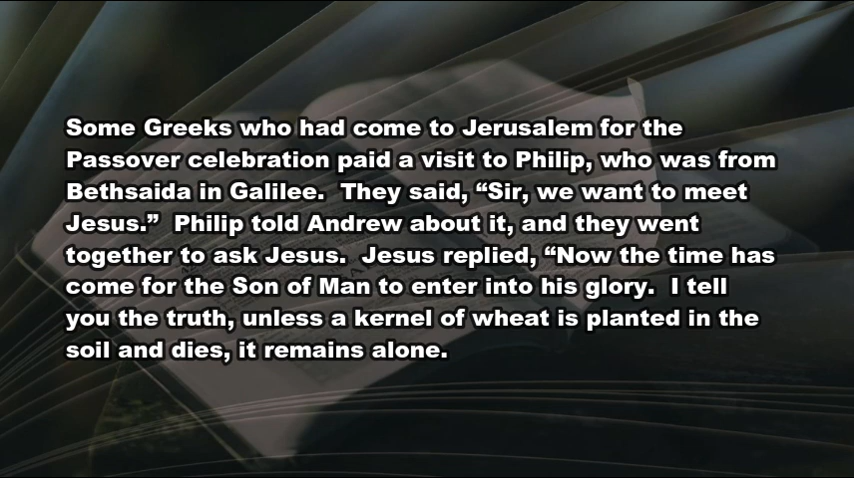 Some Greeks who had come to Jerusalem for the
Passover celebration paid a visit to Philip, who was from
Bethsaida in Galilee.  They said, “Sir, we want to meet
Jesus.”  Philip told Andrew about it, and they went
together to ask Jesus.  Jesus replied, “Now the time has
come for the Son of Man to enter into his glory.  I tell
you the truth, unless a kernel of wheat is planted in the
soil and dies, it remains alone.